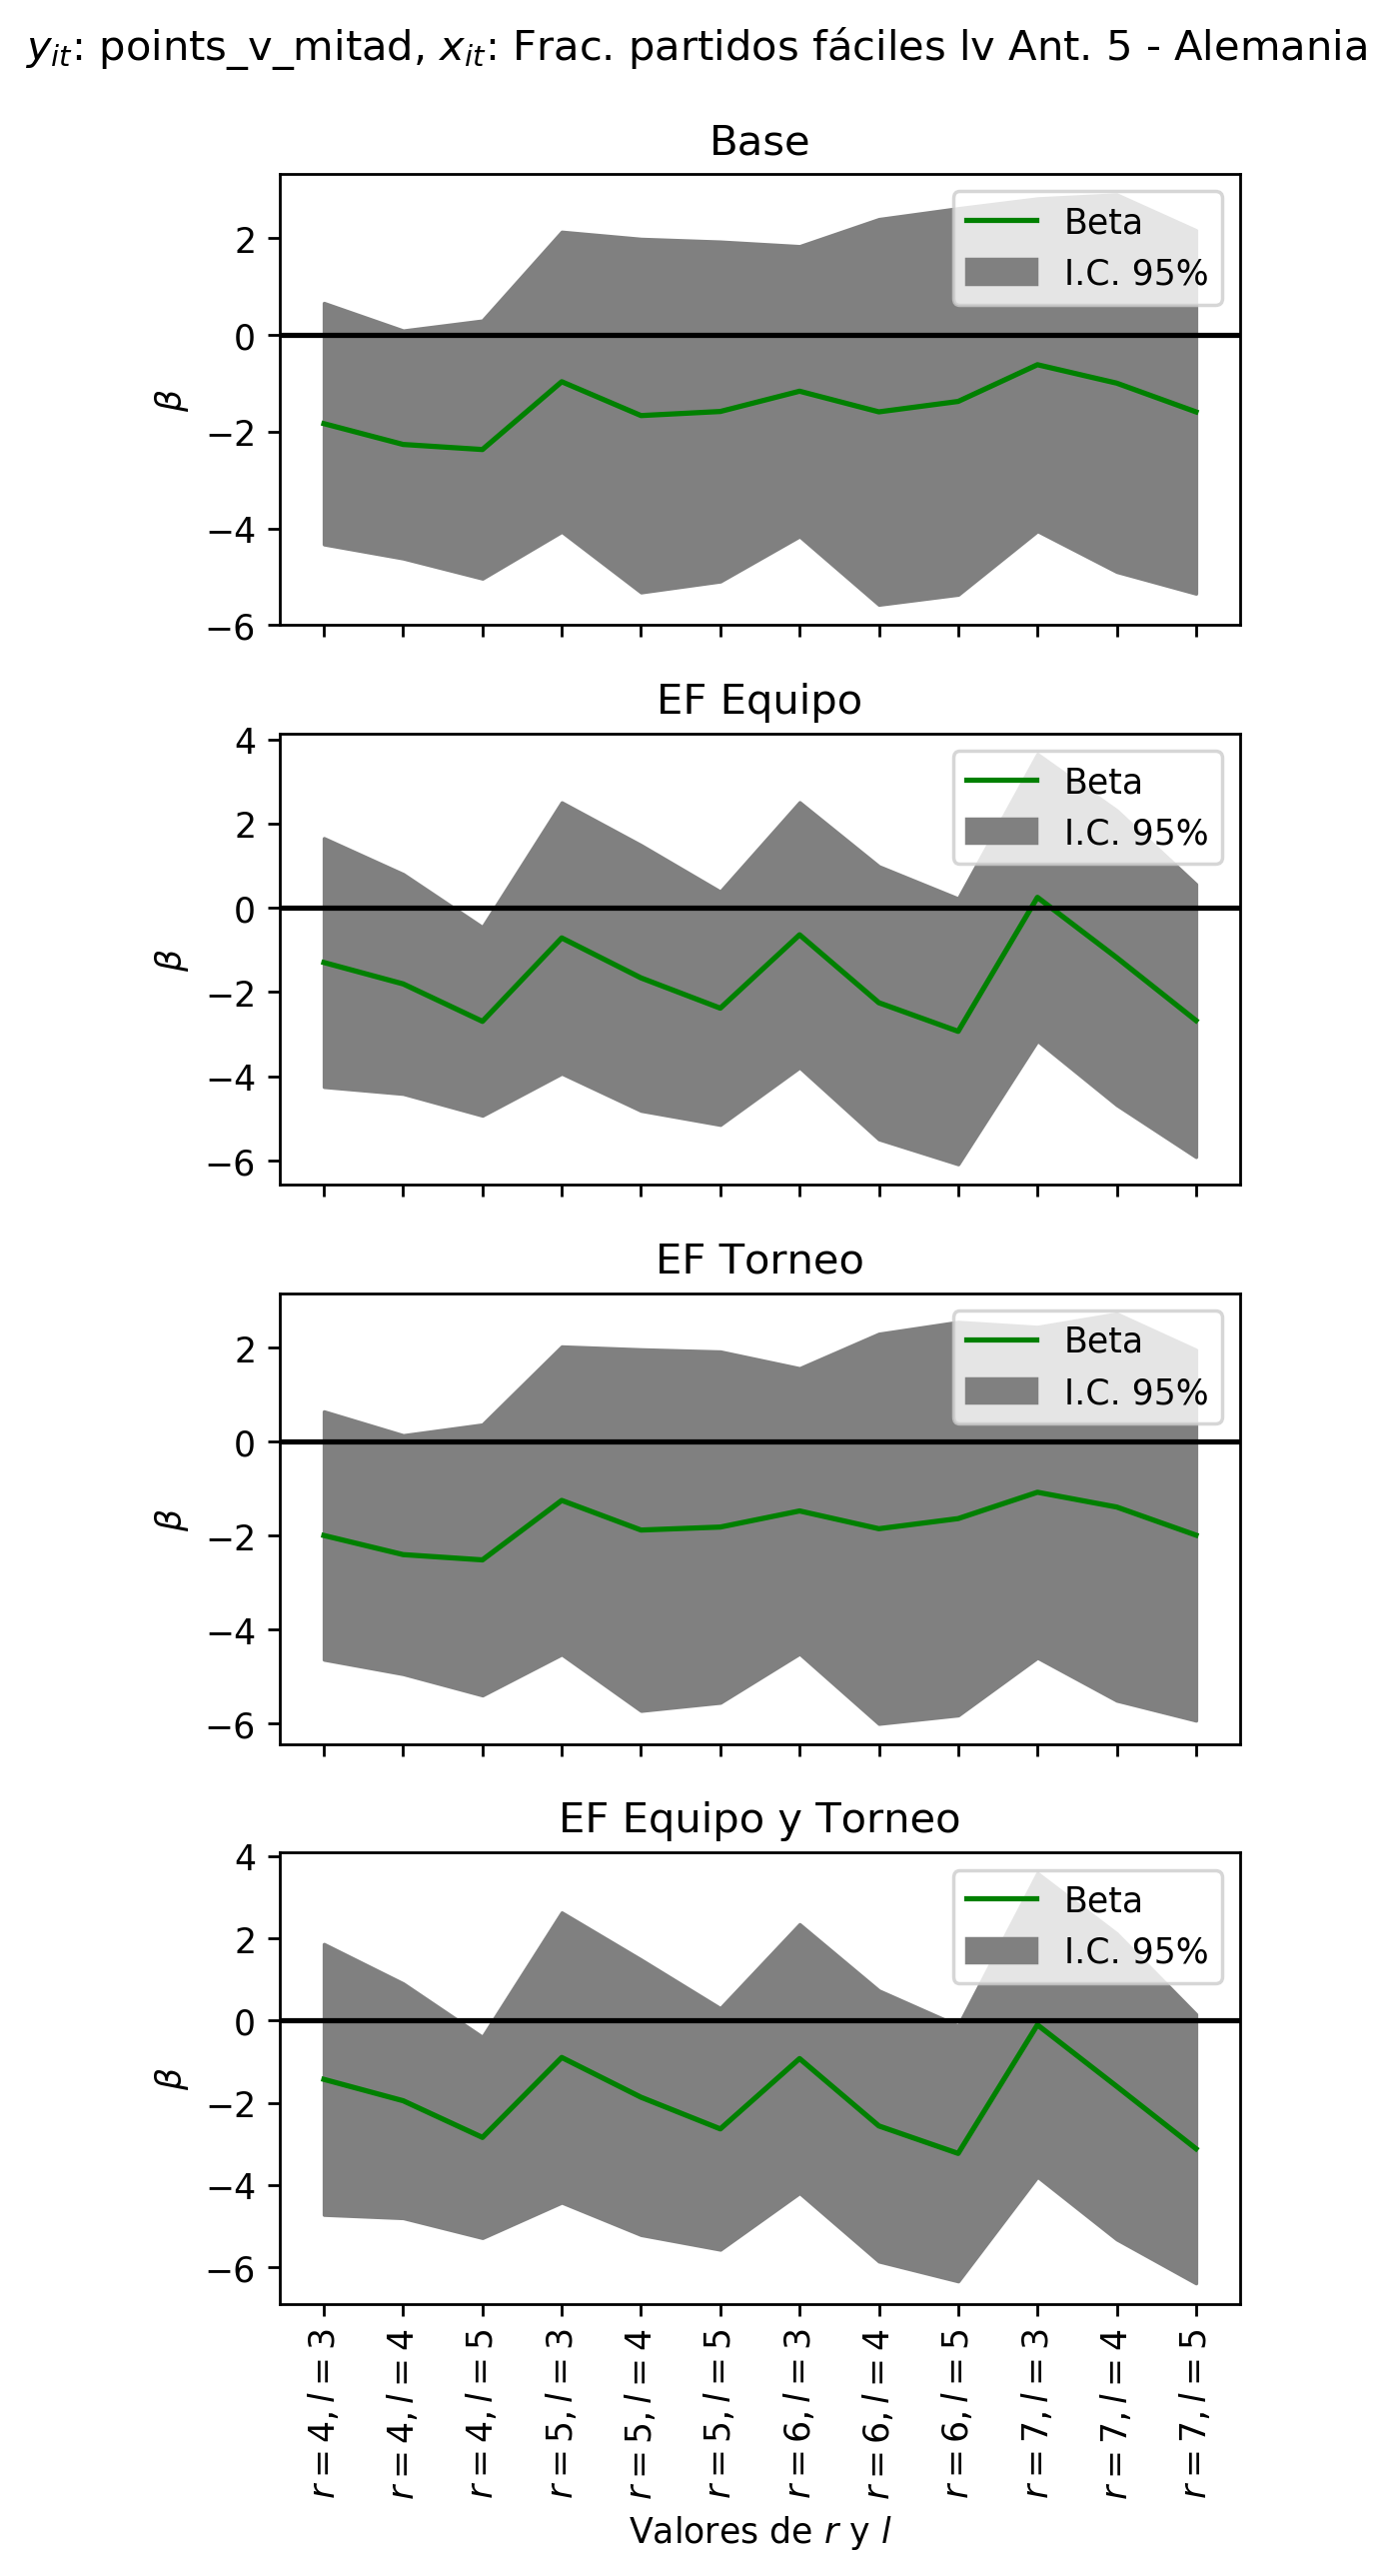 y_it: points_v_mitad, x_it: Frac. partidos fáciles lv Ant. 5 - Alemania
Base
2
0
−2
−4
−6
β
Beta
I.C. 95%
EF Equipo
4
2
0
−2
−4
−6
β
Beta
I.C. 95%
EF Torneo
2
0
−2
−4
−6
β
Beta
I.C. 95%
EF Equipo y Torneo
4
2
0
−2
−4
−6
β
Beta
I.C. 95%
r = 4, l = 3
r = 4, l = 4
r = 4, l = 5
r = 5, l = 3
r = 5, l = 4
r = 5, l = 5
r = 6, l = 3
r = 6, l = 4
r = 6, l = 5
r = 7, l = 3
r = 7, l = 4
r = 7, l = 5
Valores de r y l